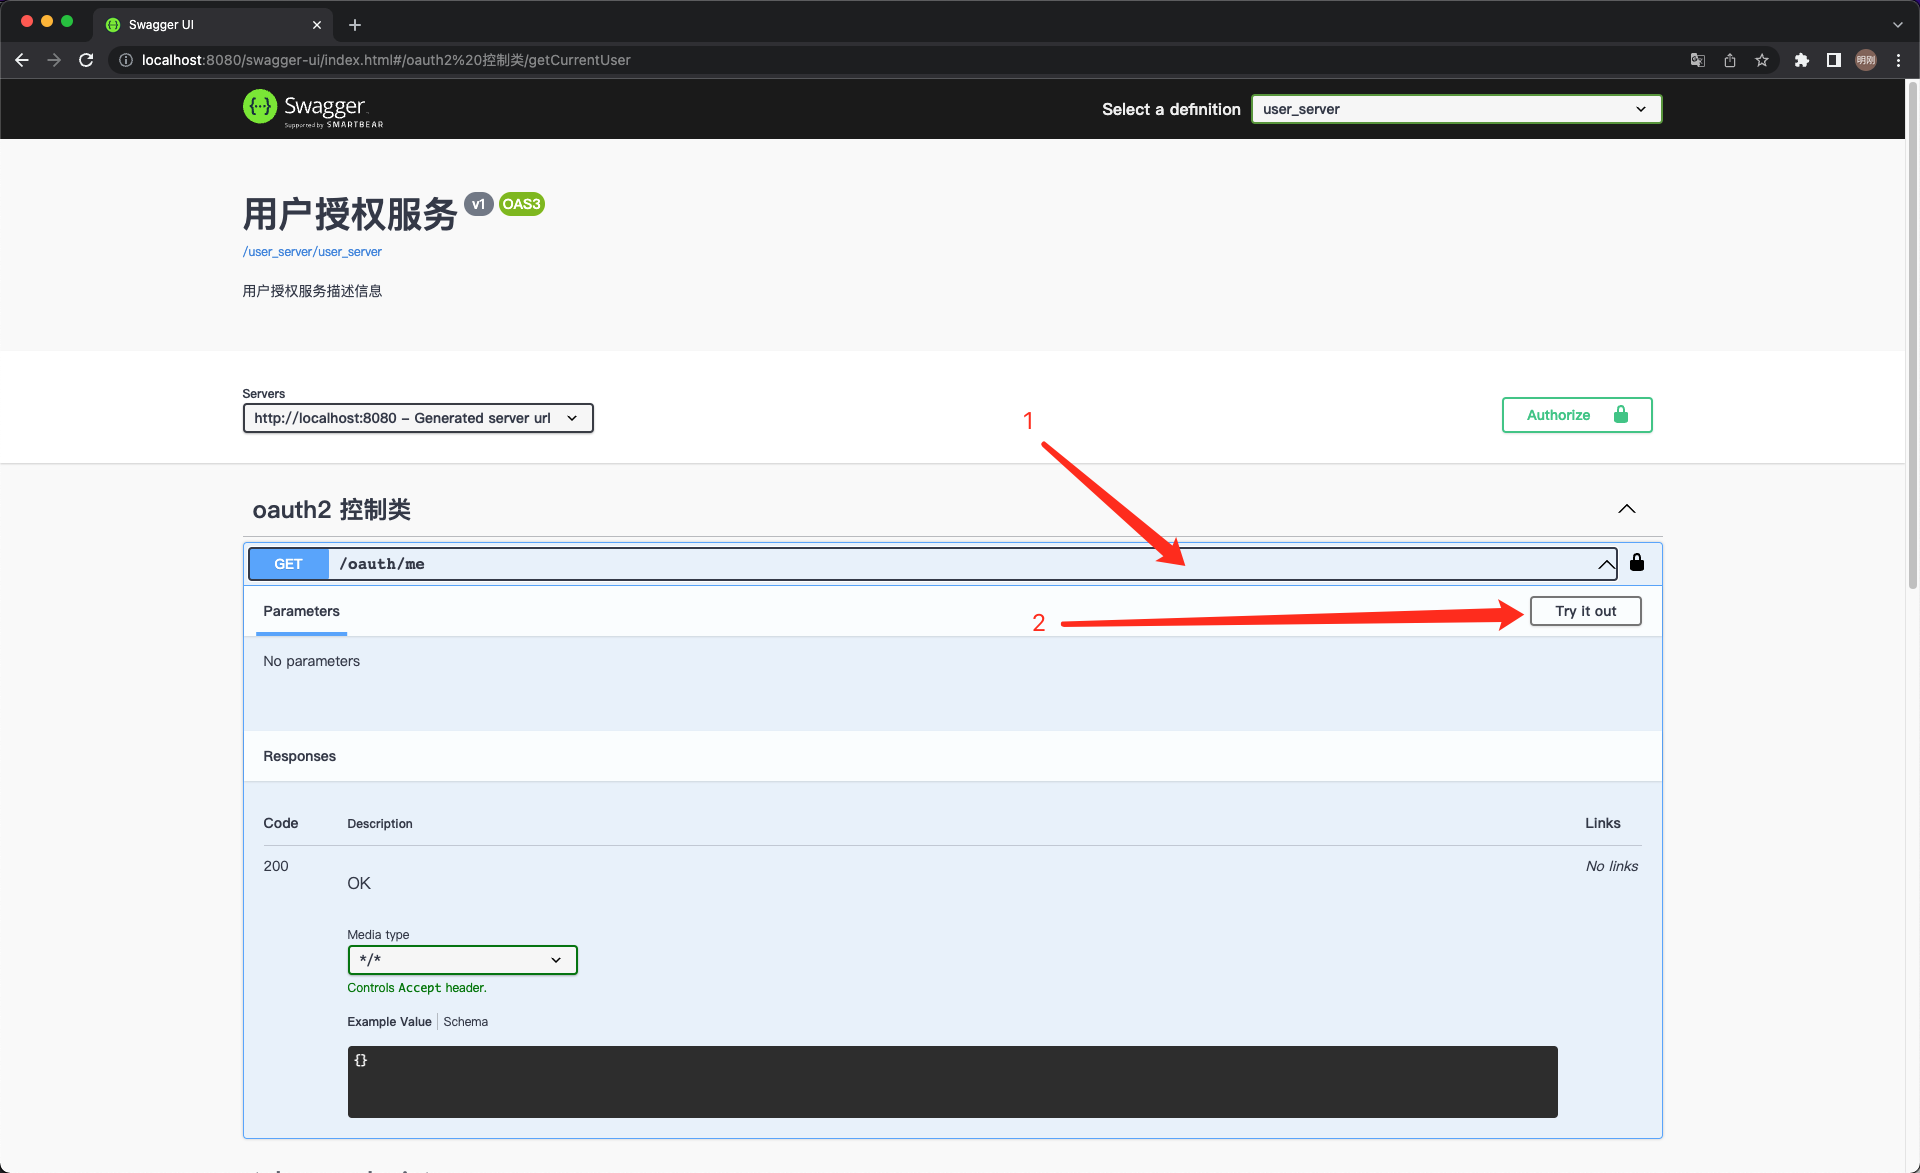 Swagger UI
localhost:8080/swagger-ui/index.html#/oauth2%20控制类/getCurrentUser
明刚
Swagger
Supported by SMARTBEAR
Select a definition
user_server
用户授权服务 v1 OAS3
/user_server/user_server
用户授权服务描述信息
Servers
http://localhost:8080 – Generated server url
1
Authorize
oauth2 控制类
GET /oauth/me
Parameters
2
Try it out
No parameters
Responses
Code Description Links
200
OK
No links
Media type
*/*
Controls Accept header.
Example Value Schema
{}